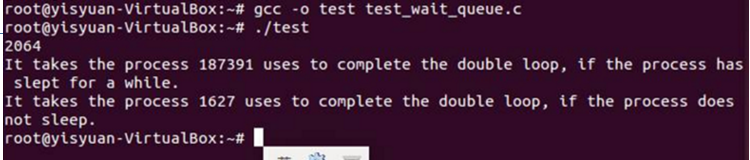 root@yisyuan-VirtualBox:~# gcc -o test test_wait_queue.c
root@yisyuan-VirtualBox:~# ./test
2064
It takes the process 187391 uses to complete the double loop, if the process has
 slept for a while.
It takes the process 1627 uses to complete the double loop, if the process does
not sleep.
root@yisyuan-VirtualBox:~#